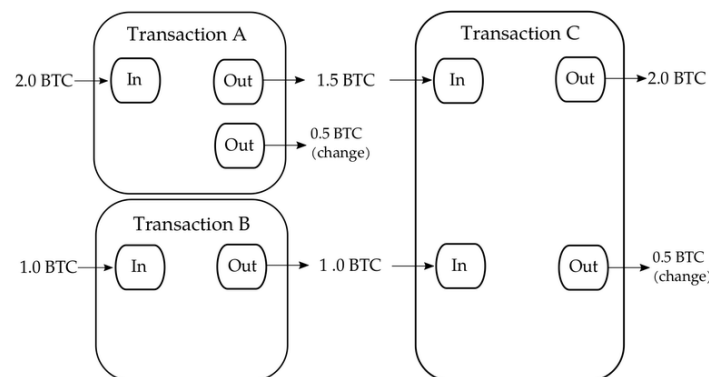 Transaction A
2.0 BTC
In
Out
1.5 BTC
Out
0.5 BTC
(change)
Transaction B
1.0 BTC
In
Out
1 .0 BTC
Transaction C
In
Out
2.0 BTC
In
Out
0.5 BTC
(change)